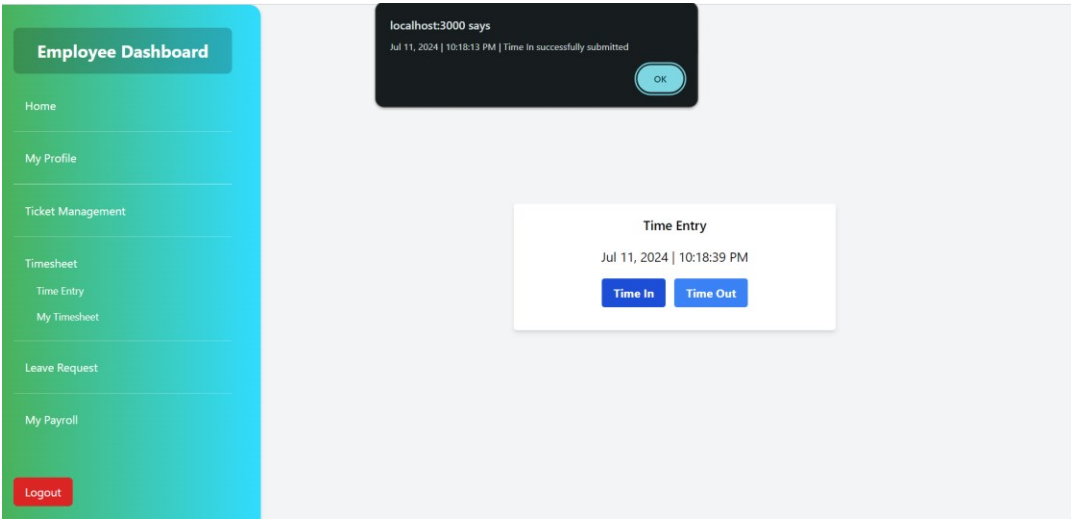 Employee Dashboard
Home
My Profile
Ticket Management
Timesheet
Time Entry
My Timesheet
Leave Request
My Payroll
Logout
localhost:3000 says
Jul 11, 2024 | 10:18:13 PM | Time In successfully submitted
OK
Time Entry
Jul 11, 2024 | 10:18:39 PM
Time In Time Out